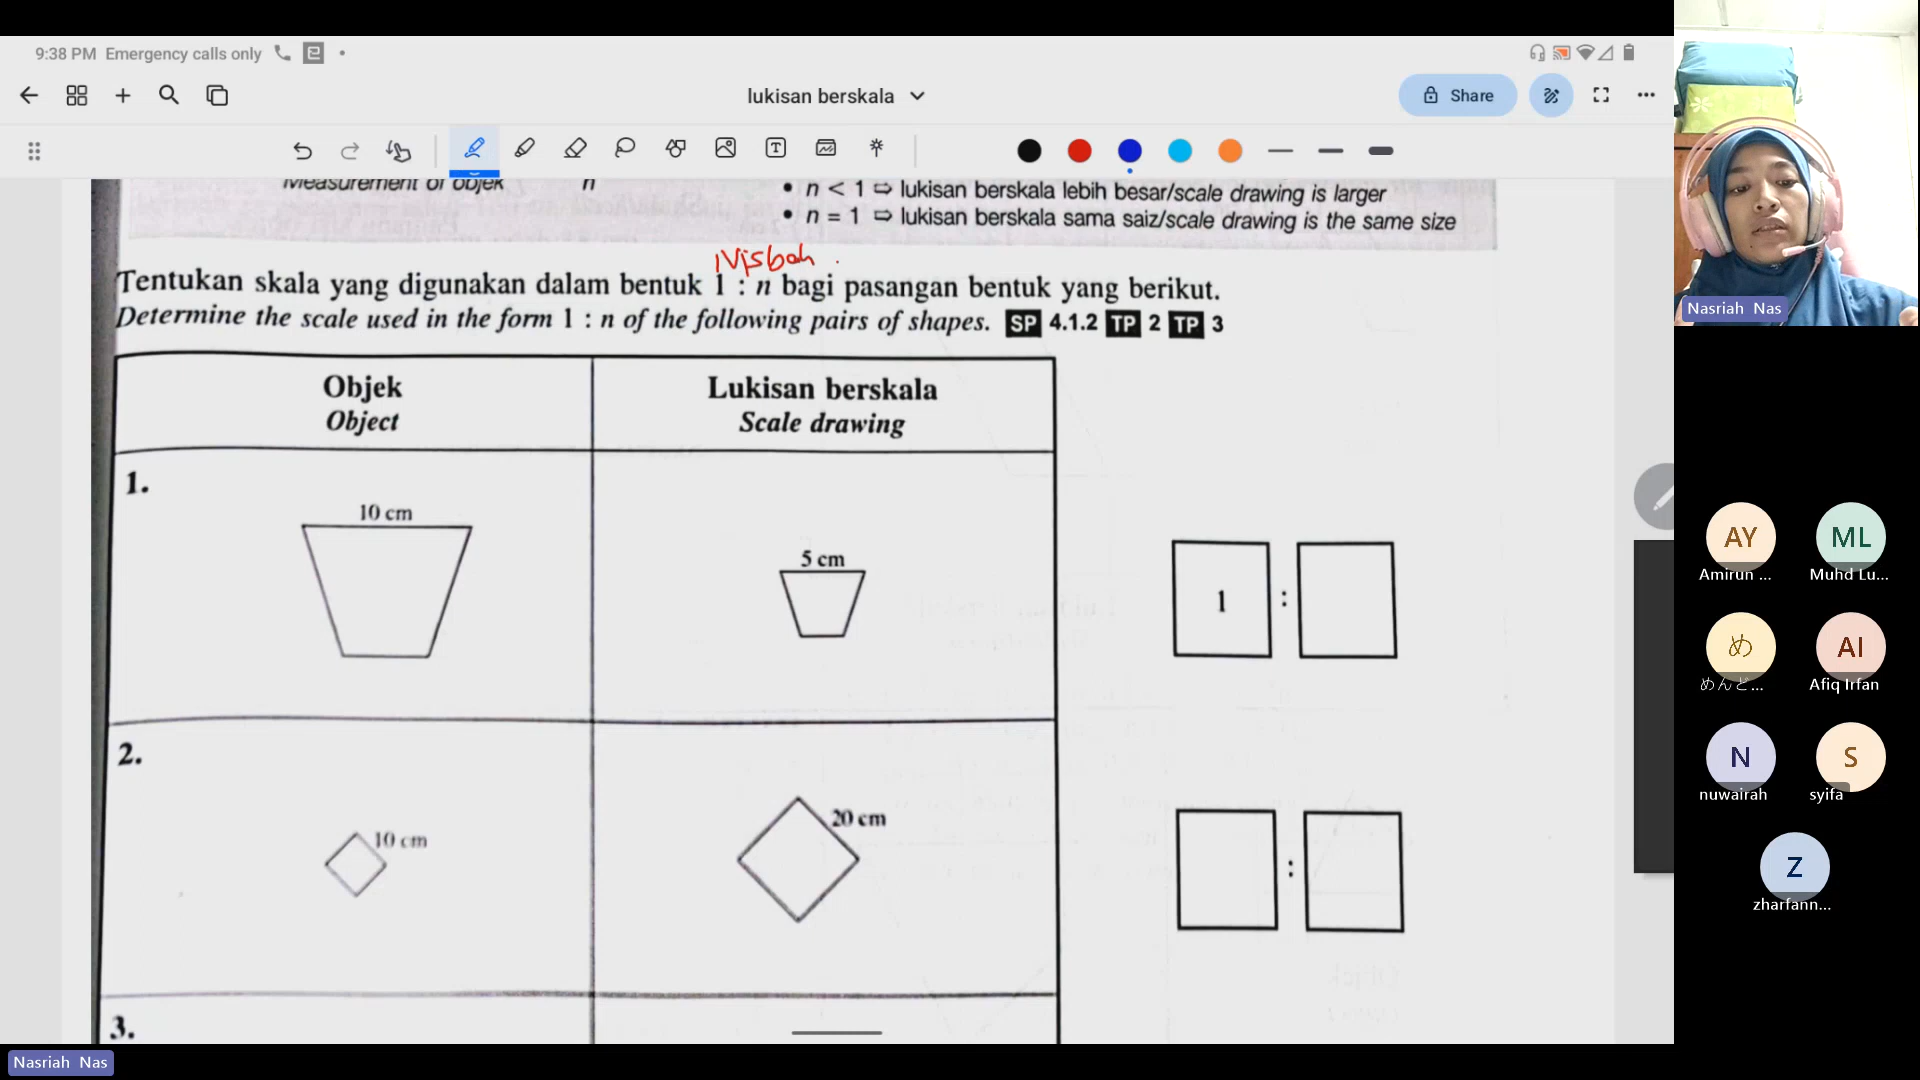 9:38 PM Emergency calls only
lukisan berskala
Share
Measurement of objek n
• n < 1 ⇨ lukisan berskala lebih besar/scale drawing is larger
• n = 1 ⇨ lukisan berskala sama saiz/scale drawing is the same size
Nisbah
Tentukan skala yang digunakan dalam bentuk 1 : n bagi pasangan bentuk yang berikut.
Determine the scale used in the form 1 : n of the following pairs of shapes. SP 4.1.2 TP 2 TP 3
Objek
Object
Lukisan berskala
Scale drawing
1.
10 cm
5 cm
1 :
2.
10 cm
20 cm
:
3.
Nasriah Nas
Nasriah Nas
AY
Amirun ...
ML
Muhd Lu...
め
めんど...
AI
Afiq Irfan
N
nuwairah
S
syifa
Z
zharfann...